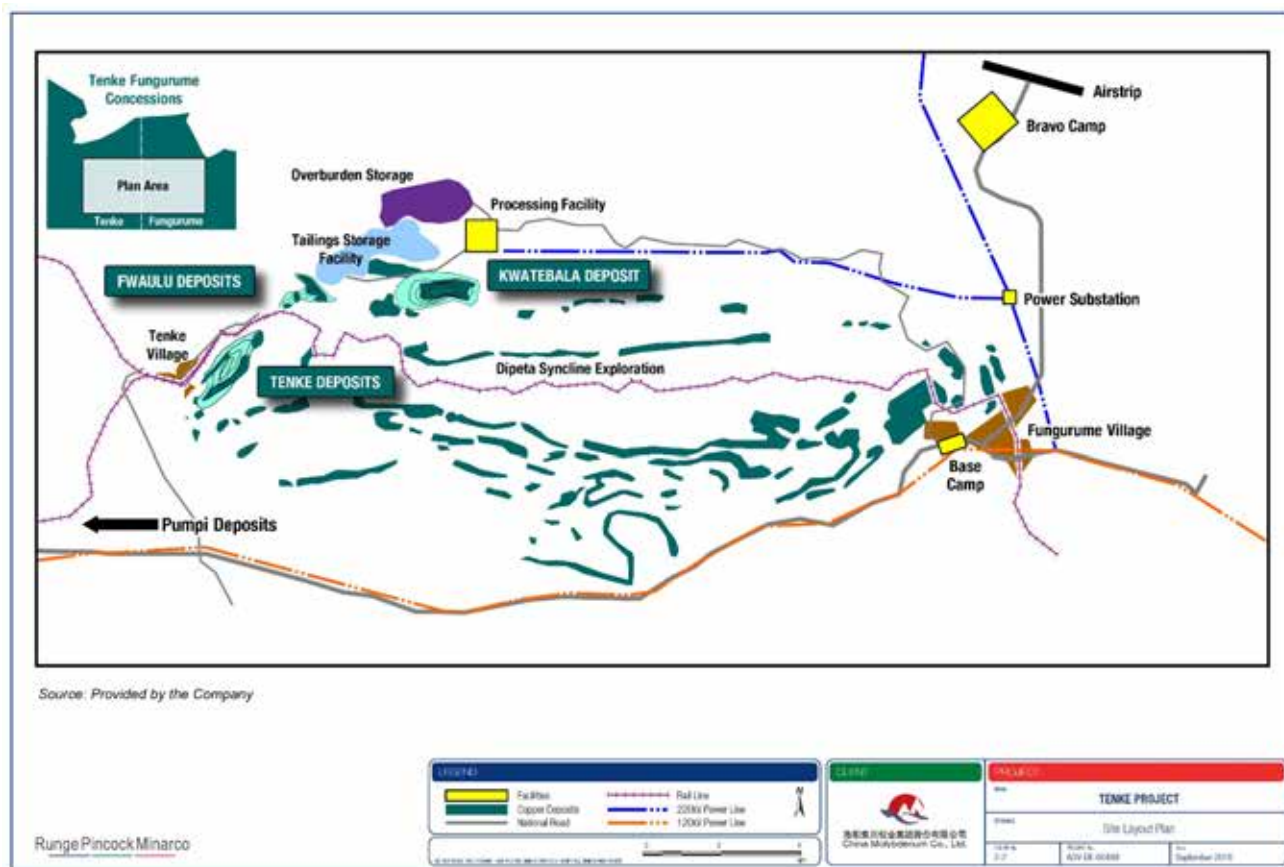 Tenke Fungurume
Concessions
Plan Area
Tenke
Fungurume
Airstrip
Bravo Camp
Overburden Storage
Processing Facility
Tailings Storage
Facility
FWAULU DEPOSITS
KWATEBALA DEPOSIT
Power Substation
Tenke
Village
TENKE DEPOSITS
Dipeta Syncline Exploration
Fungurume Village
Base
Camp
Pumpi Deposits
Source: Provided by the Company
LEGEND
Facilities
Copper Deposits
National Road
Rail Line
220kV Power Line
120kV Power Line
N
CLIENT
China Molybdenum Co., Ltd.
PROJECT
TENKE PROJECT
Site Layout Plan
RungePincockMinarco